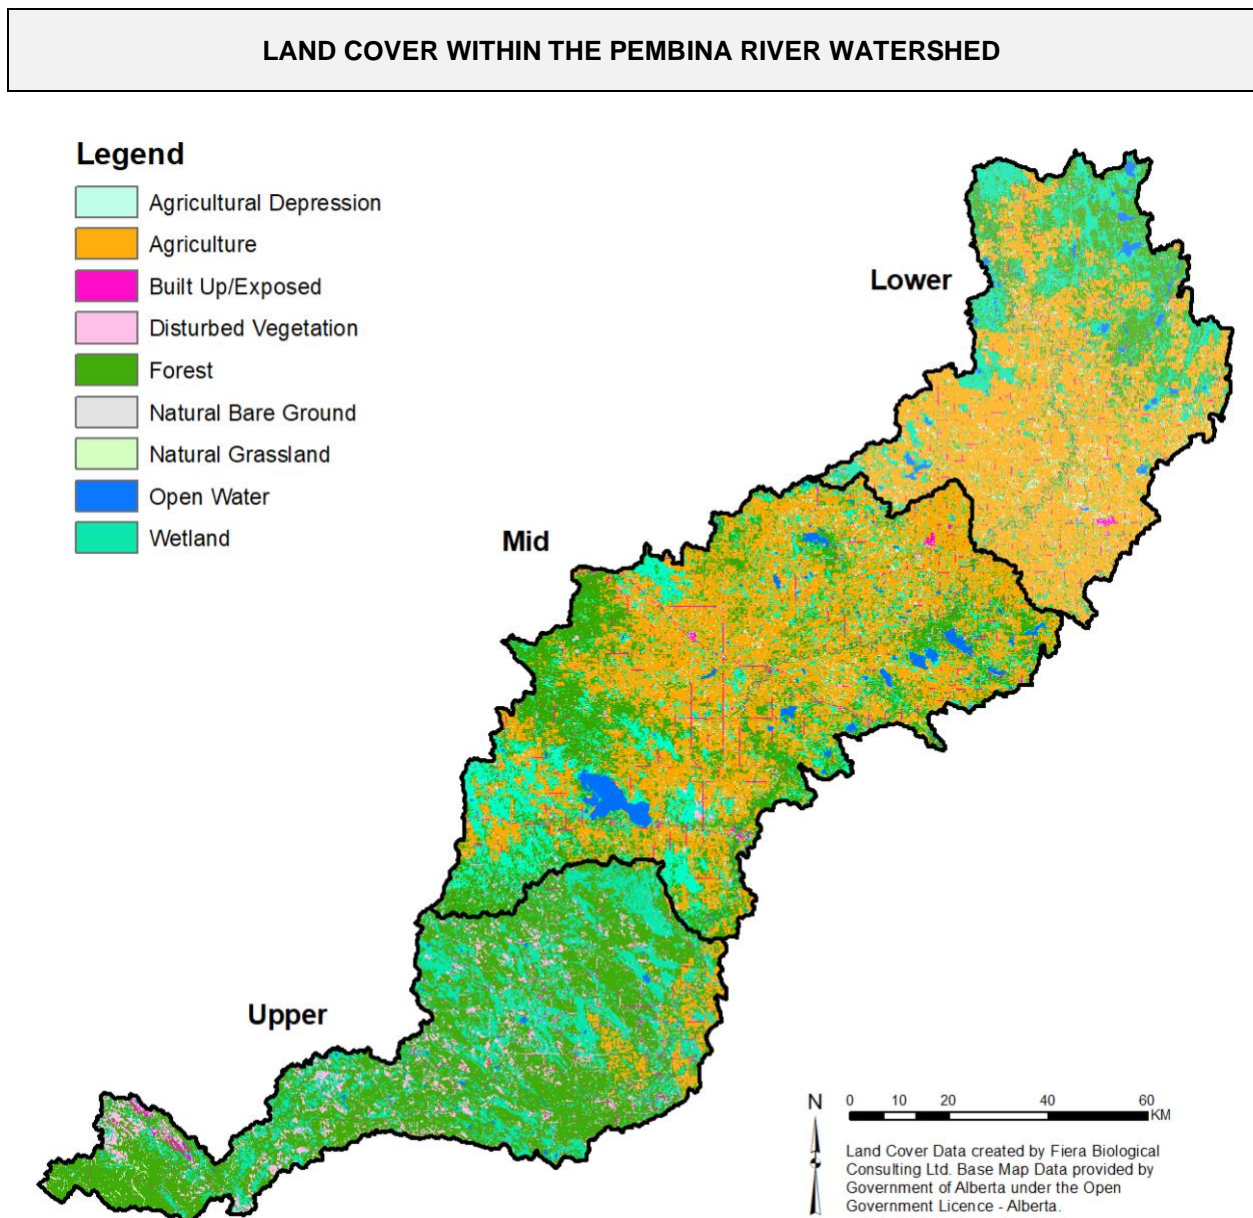 LAND COVER WITHIN THE PEMBINA RIVER WATERSHED
Legend
Agricultural Depression
Agriculture
Built Up/Exposed
Disturbed Vegetation
Forest
Natural Bare Ground
Natural Grassland
Open Water
Wetland
Lower
Mid
Upper
N
0 10 20 40 60
KM
Land Cover Data created by Fiera Biological
Consulting Ltd. Base Map Data provided by
Government of Alberta under the Open
Government Licence - Alberta.